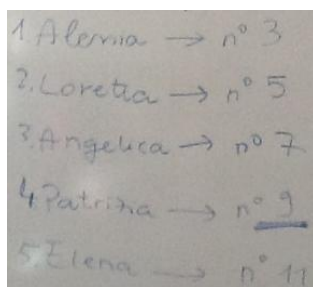 1. Alemia → n° 3
2. Loretta → n° 5
3. Angelica → n° 7
4. Patrizia → n° 9
5. Elena → n° 11